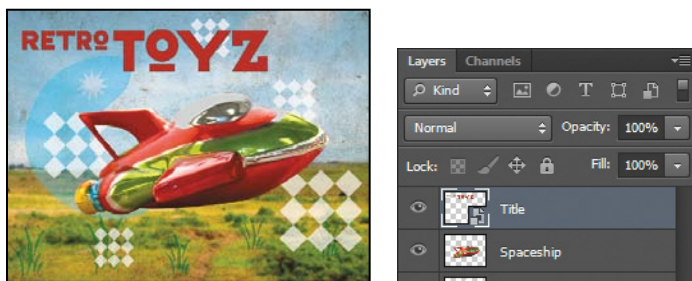 RETRO TOYZ
Layers Channels
Kind
Normal Opacity: 100%
Lock: Fill: 100%
Title
Spaceship